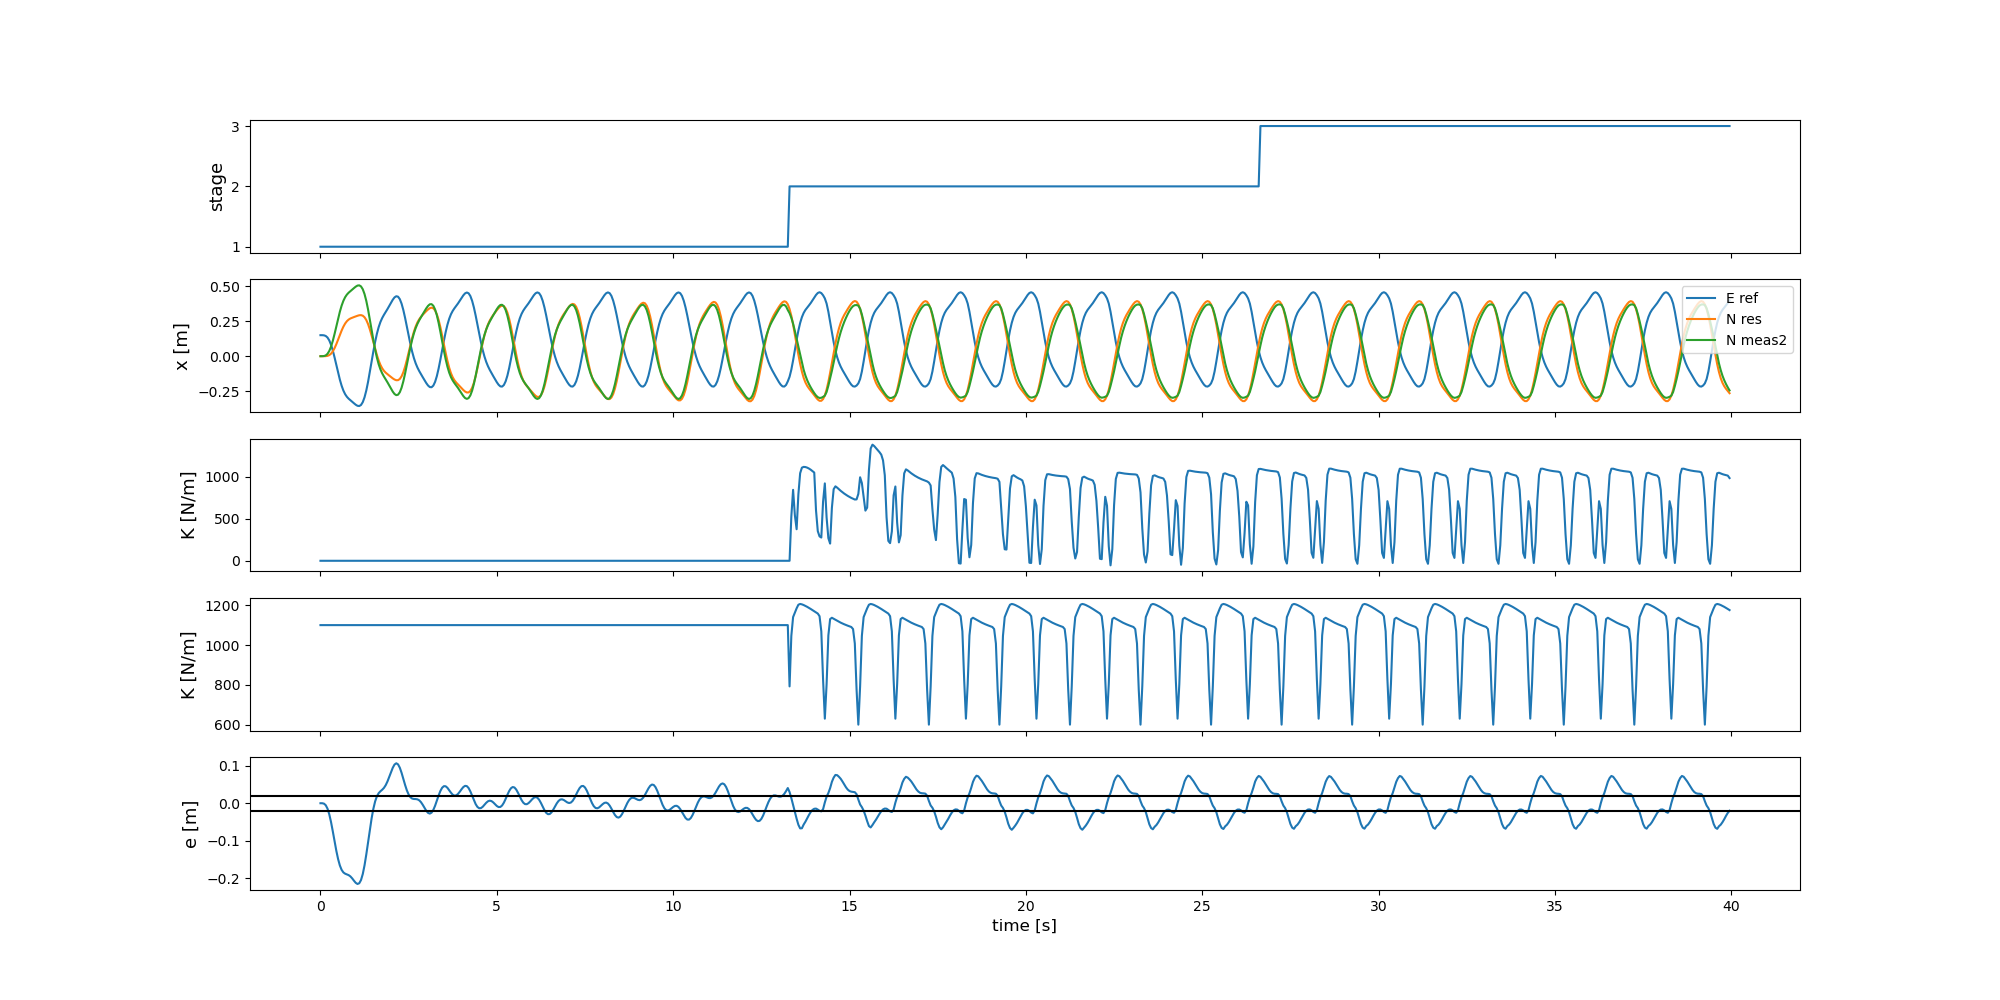 3
2
1
stage
0.50
0.25
0.00
−0.25
x [m]
E ref
N res
N meas2
1000
500
0
K [N/m]
1200
1000
800
600
K [N/m]
0.1
0.0
−0.1
−0.2
e [m]
0 5 10 15 20 25 30 35 40
time [s]